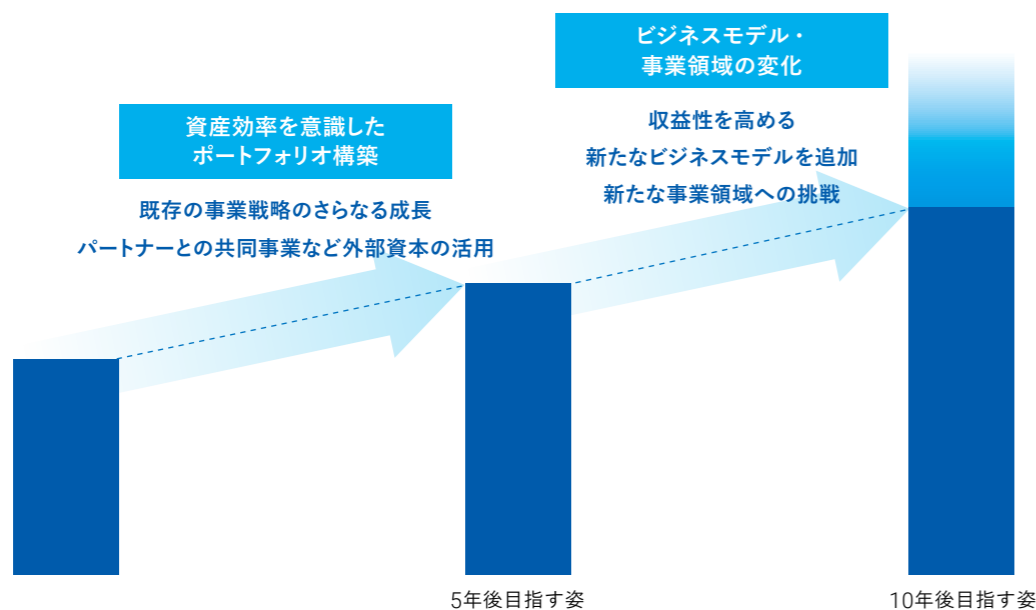 ビジネスモデル・
事業領域の変化
収益性を高める
新たなビジネスモデルを追加
新たな事業領域への挑戦
資産効率を意識した
ポートフォリオ構築
既存の事業戦略のさらなる成長
パートナーとの共同事業など外部資本の活用
5年後目指す姿
10年後目指す姿